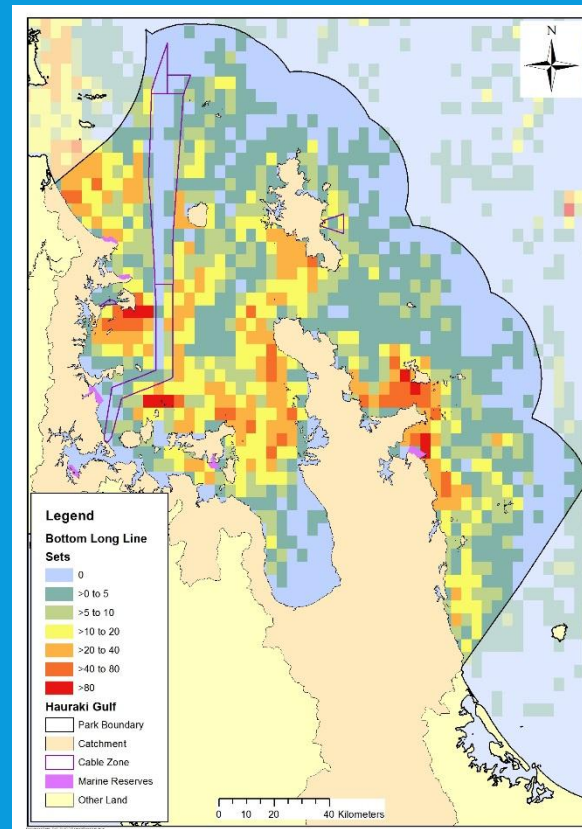 N
Legend
Bottom Long Line
Sets
0
>0 to 5
>5 to 10
>10 to 20
>20 to 40
>40 to 80
>80
Hauraki Gulf
Park Boundary
Catchment
Cable Zone
Marine Reserves
Other Land
0 10 20 40 Kilometers